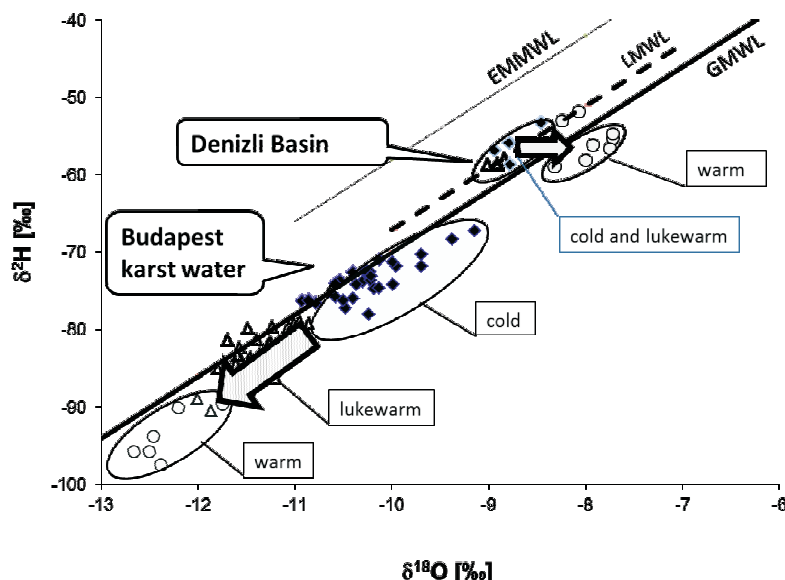 -40
-50
-60
-70
-80
-90
-100
-13
-12
-11
-10
-9
-8
-7
-6
δ²H [‰]
δ¹⁸O [‰]
EMMWL
LMWL
GMWL
Denizli Basin
warm
cold and lukewarm
Budapest
karst water
cold
lukewarm
warm